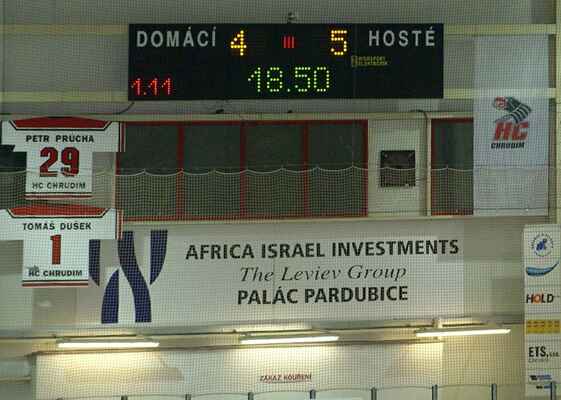 DOMÁCÍ 4 III 5 HOSTÉ
1.11 18.50
PETR PRŮCHA
29
HC CHRUDIM
TOMÁŠ DUŠEK
1
HC CHRUDIM
HC
CHRUDIM
AFRICA ISRAEL INVESTMENTS
The Leviev Group
PALÁC PARDUBICE
HOLD
ETS, s.r.o.
ZÁKAZ KOUŘENÍ